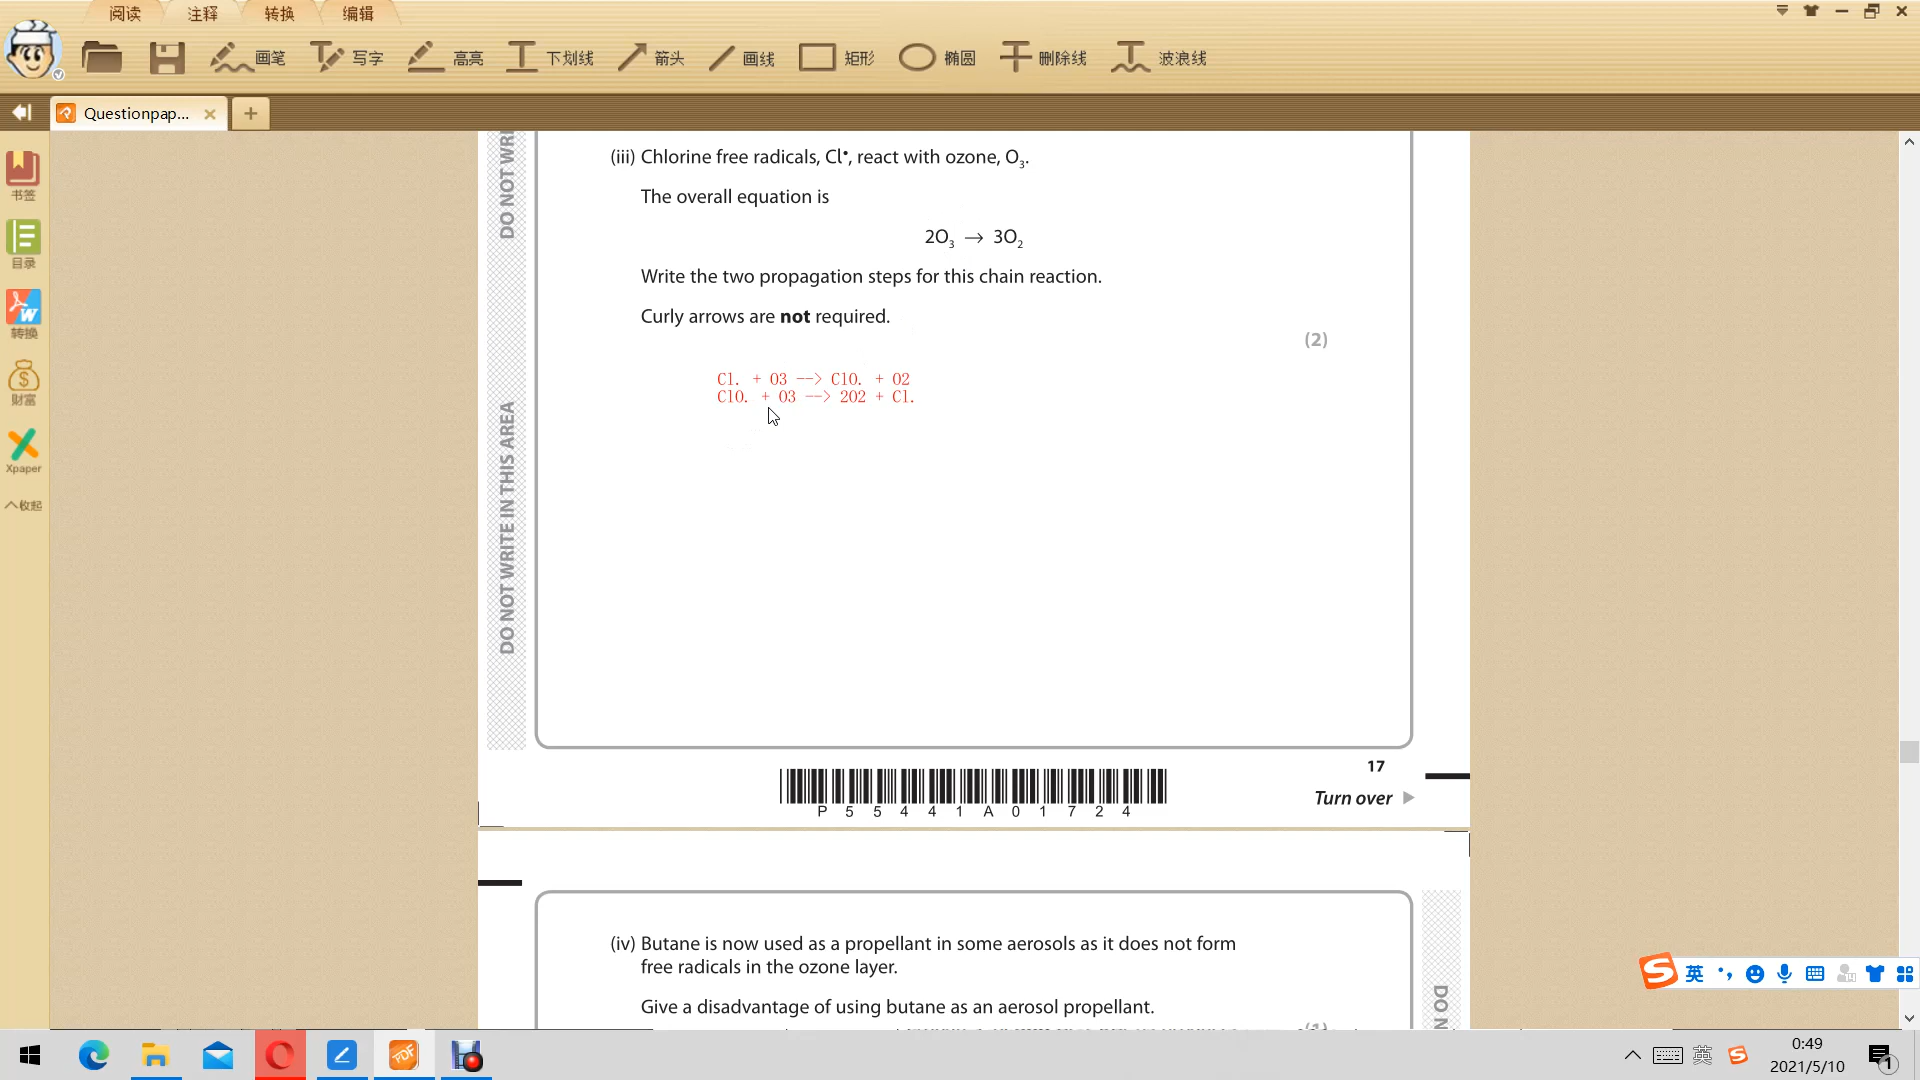 阅读 注释 转换 编辑
画笔 写字 高亮 下划线 箭头 画线 矩形 椭圆 删除线 波浪线
Questionpap...
书签
目录
转换
财富
Xpaper
收起
DO NOT WRI
DO NOT WRITE IN THIS AREA
(iii) Chlorine free radicals, Cl•, react with ozone, O3.
The overall equation is
2O3 → 3O2
Write the two propagation steps for this chain reaction.
Curly arrows are not required.
(2)
Cl. + O3 --> ClO. + O2
ClO. + O3 --> 2O2 + Cl.
17
P 5 5 4 4 1 A 0 1 7 2 4
Turn over
(iv) Butane is now used as a propellant in some aerosols as it does not form
free radicals in the ozone layer.
Give a disadvantage of using butane as an aerosol propellant.
DO N
英
英
0:49
2021/5/10
1